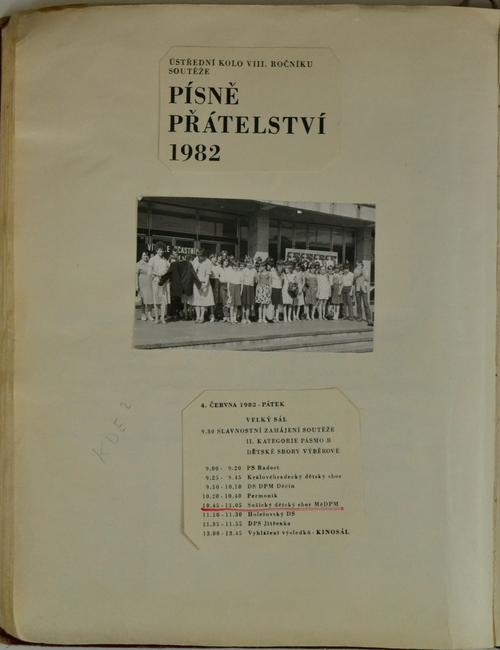 ÚSTŘEDNÍ KOLO VIII. ROČNÍKU
SOUTĚŽE
PÍSNĚ
PŘÁTELSTVÍ
1982
KDE?
4. ČERVNA 1982 - PÁTEK
VELKÝ SÁL
9.00 SLAVNOSTNÍ ZAHÁJENÍ SOUTĚŽE
II. KATEGORIE PÁSMO B
DĚTSKÉ SBORY VÝBĚROVÉ
9.00 - 9.20 PS Radost
9.25 - 9.45 Královéhradecký dětský sbor
9.50 - 10.10 DS DPM Děčín
10.20 - 10.40 Permoník
10.45 - 11.05 Sušický dětský sbor MěDPM
11.10 - 11.30 Holešovský DS
11.35 - 11.55 DPS Jitřenka
13.00 - 13.45 Vyhlášení výsledků - KINOSÁL